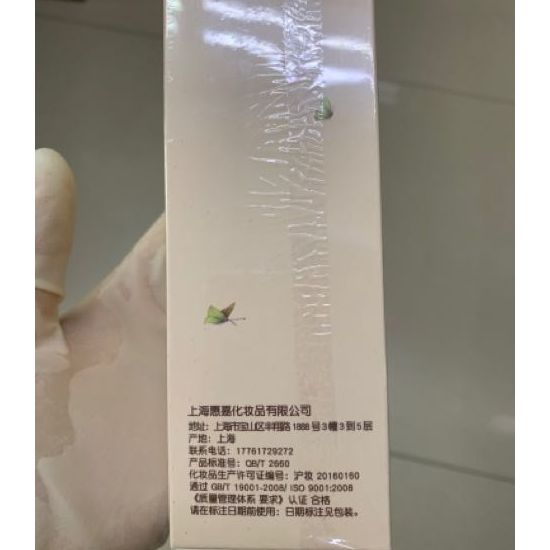 上海惠嘉化妆品有限公司
地址：上海市宝山区丰翔路1888号3幢3到5层
产地：上海
联系电话：17761729272
产品标准号：QB/T 2660
化妆品生产许可证编号：沪妆 20160160
通过 GB/T 19001-2008/ ISO 9001:2008
《质量管理体系 要求》认证 合格
请在标注日期前使用：日期标注见包装。